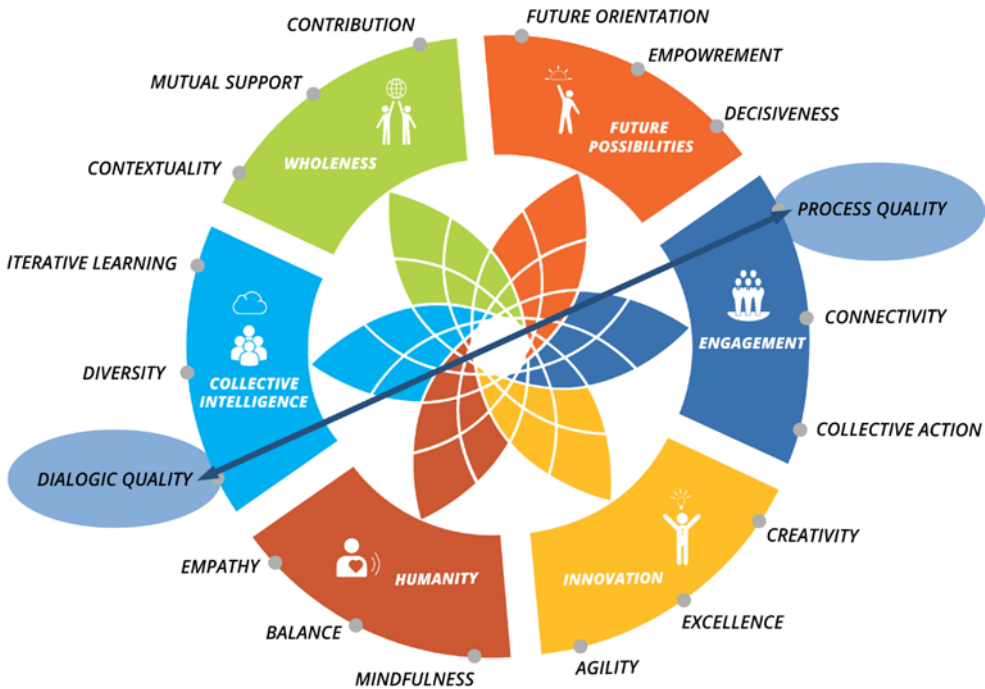 FUTURE ORIENTATION
CONTRIBUTION
EMPOWREMENT
MUTUAL SUPPORT
DECISIVENESS
FUTURE
POSSIBILITIES
WHOLENESS
CONTEXTUALITY
PROCESS QUALITY
ITERATIVE LEARNING
CONNECTIVITY
ENGAGEMENT
DIVERSITY
COLLECTIVE
INTELLIGENCE
COLLECTIVE ACTION
DIALOGIC QUALITY
CREATIVITY
EMPATHY
HUMANITY
INNOVATION
EXCELLENCE
BALANCE
AGILITY
MINDFULNESS